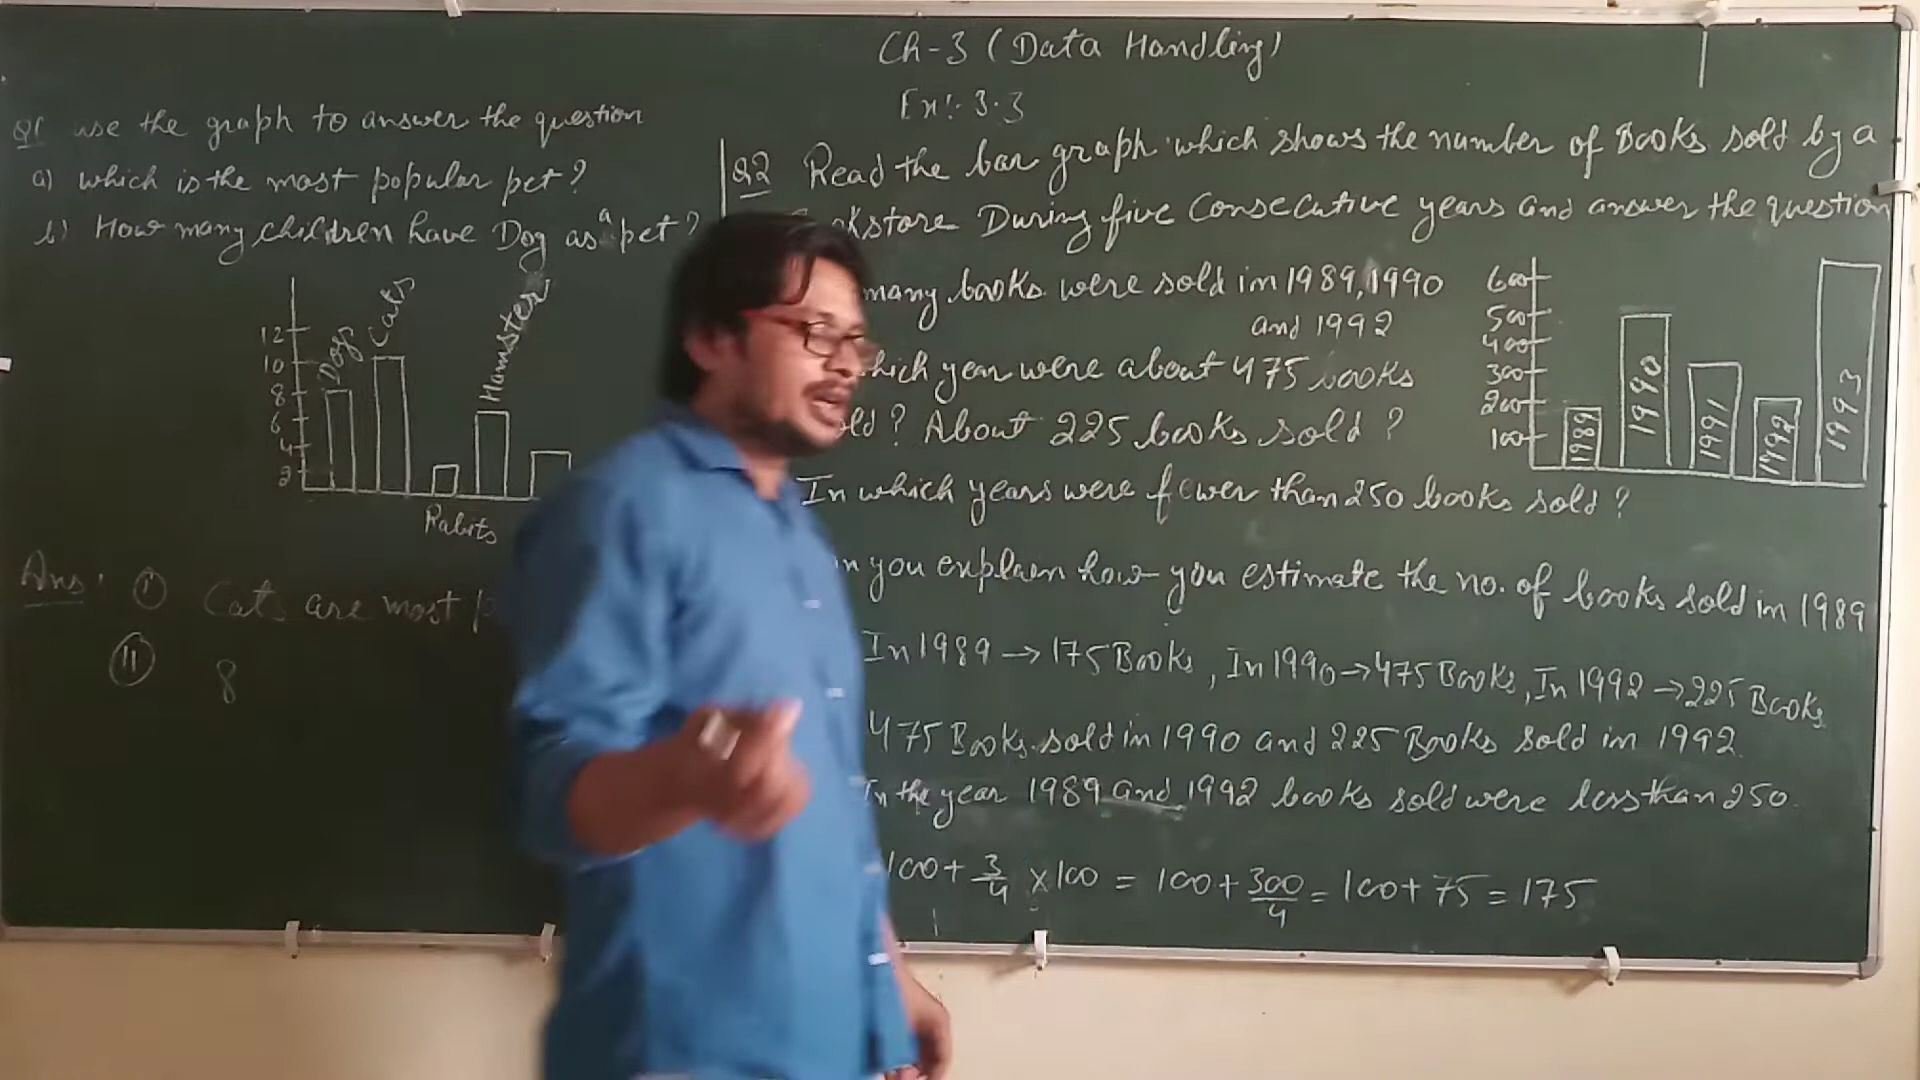 Ch-3 (Data Handling)
Ex!- 3.3
Q1 use the graph to answer the question
a) which is the most popular pet?
b) How many children have Dog as a pet?
12
10
8
6
4
2
Dogs
Cats
Hamster
Rabits
Ans: (i) Cats are most
(ii) 8
Q2 Read the bar graph which shows the number of Books sold by a
During five Consecutive years and answer the question
many books were sold in 1989, 1990
and 1992
year were about 475 books
About 225 books sold?
In which years were fewer than 250 books sold?
you explain how you estimate the no. of books sold in 1989
600
500
400
300
200
100
1989
1990
1991
1992
1993
In 1989 → 175 Books, In 1990 → 475 Books, In 1992 → 225 Books
475 Books sold in 1990 and 225 Books sold in 1992
In the year 1989 and 1992 books sold were less than 250.
100 + 3/4 × 100 = 100 + 300/4 = 100 + 75 = 175